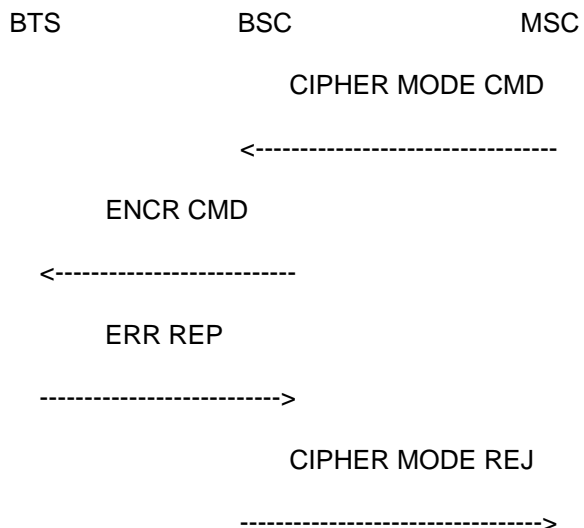 BTS BSC MSC
CIPHER MODE CMD
<----------------------------------
ENCR CMD
<---------------------------
ERR REP
--------------------------->
CIPHER MODE REJ
---------------------------------->